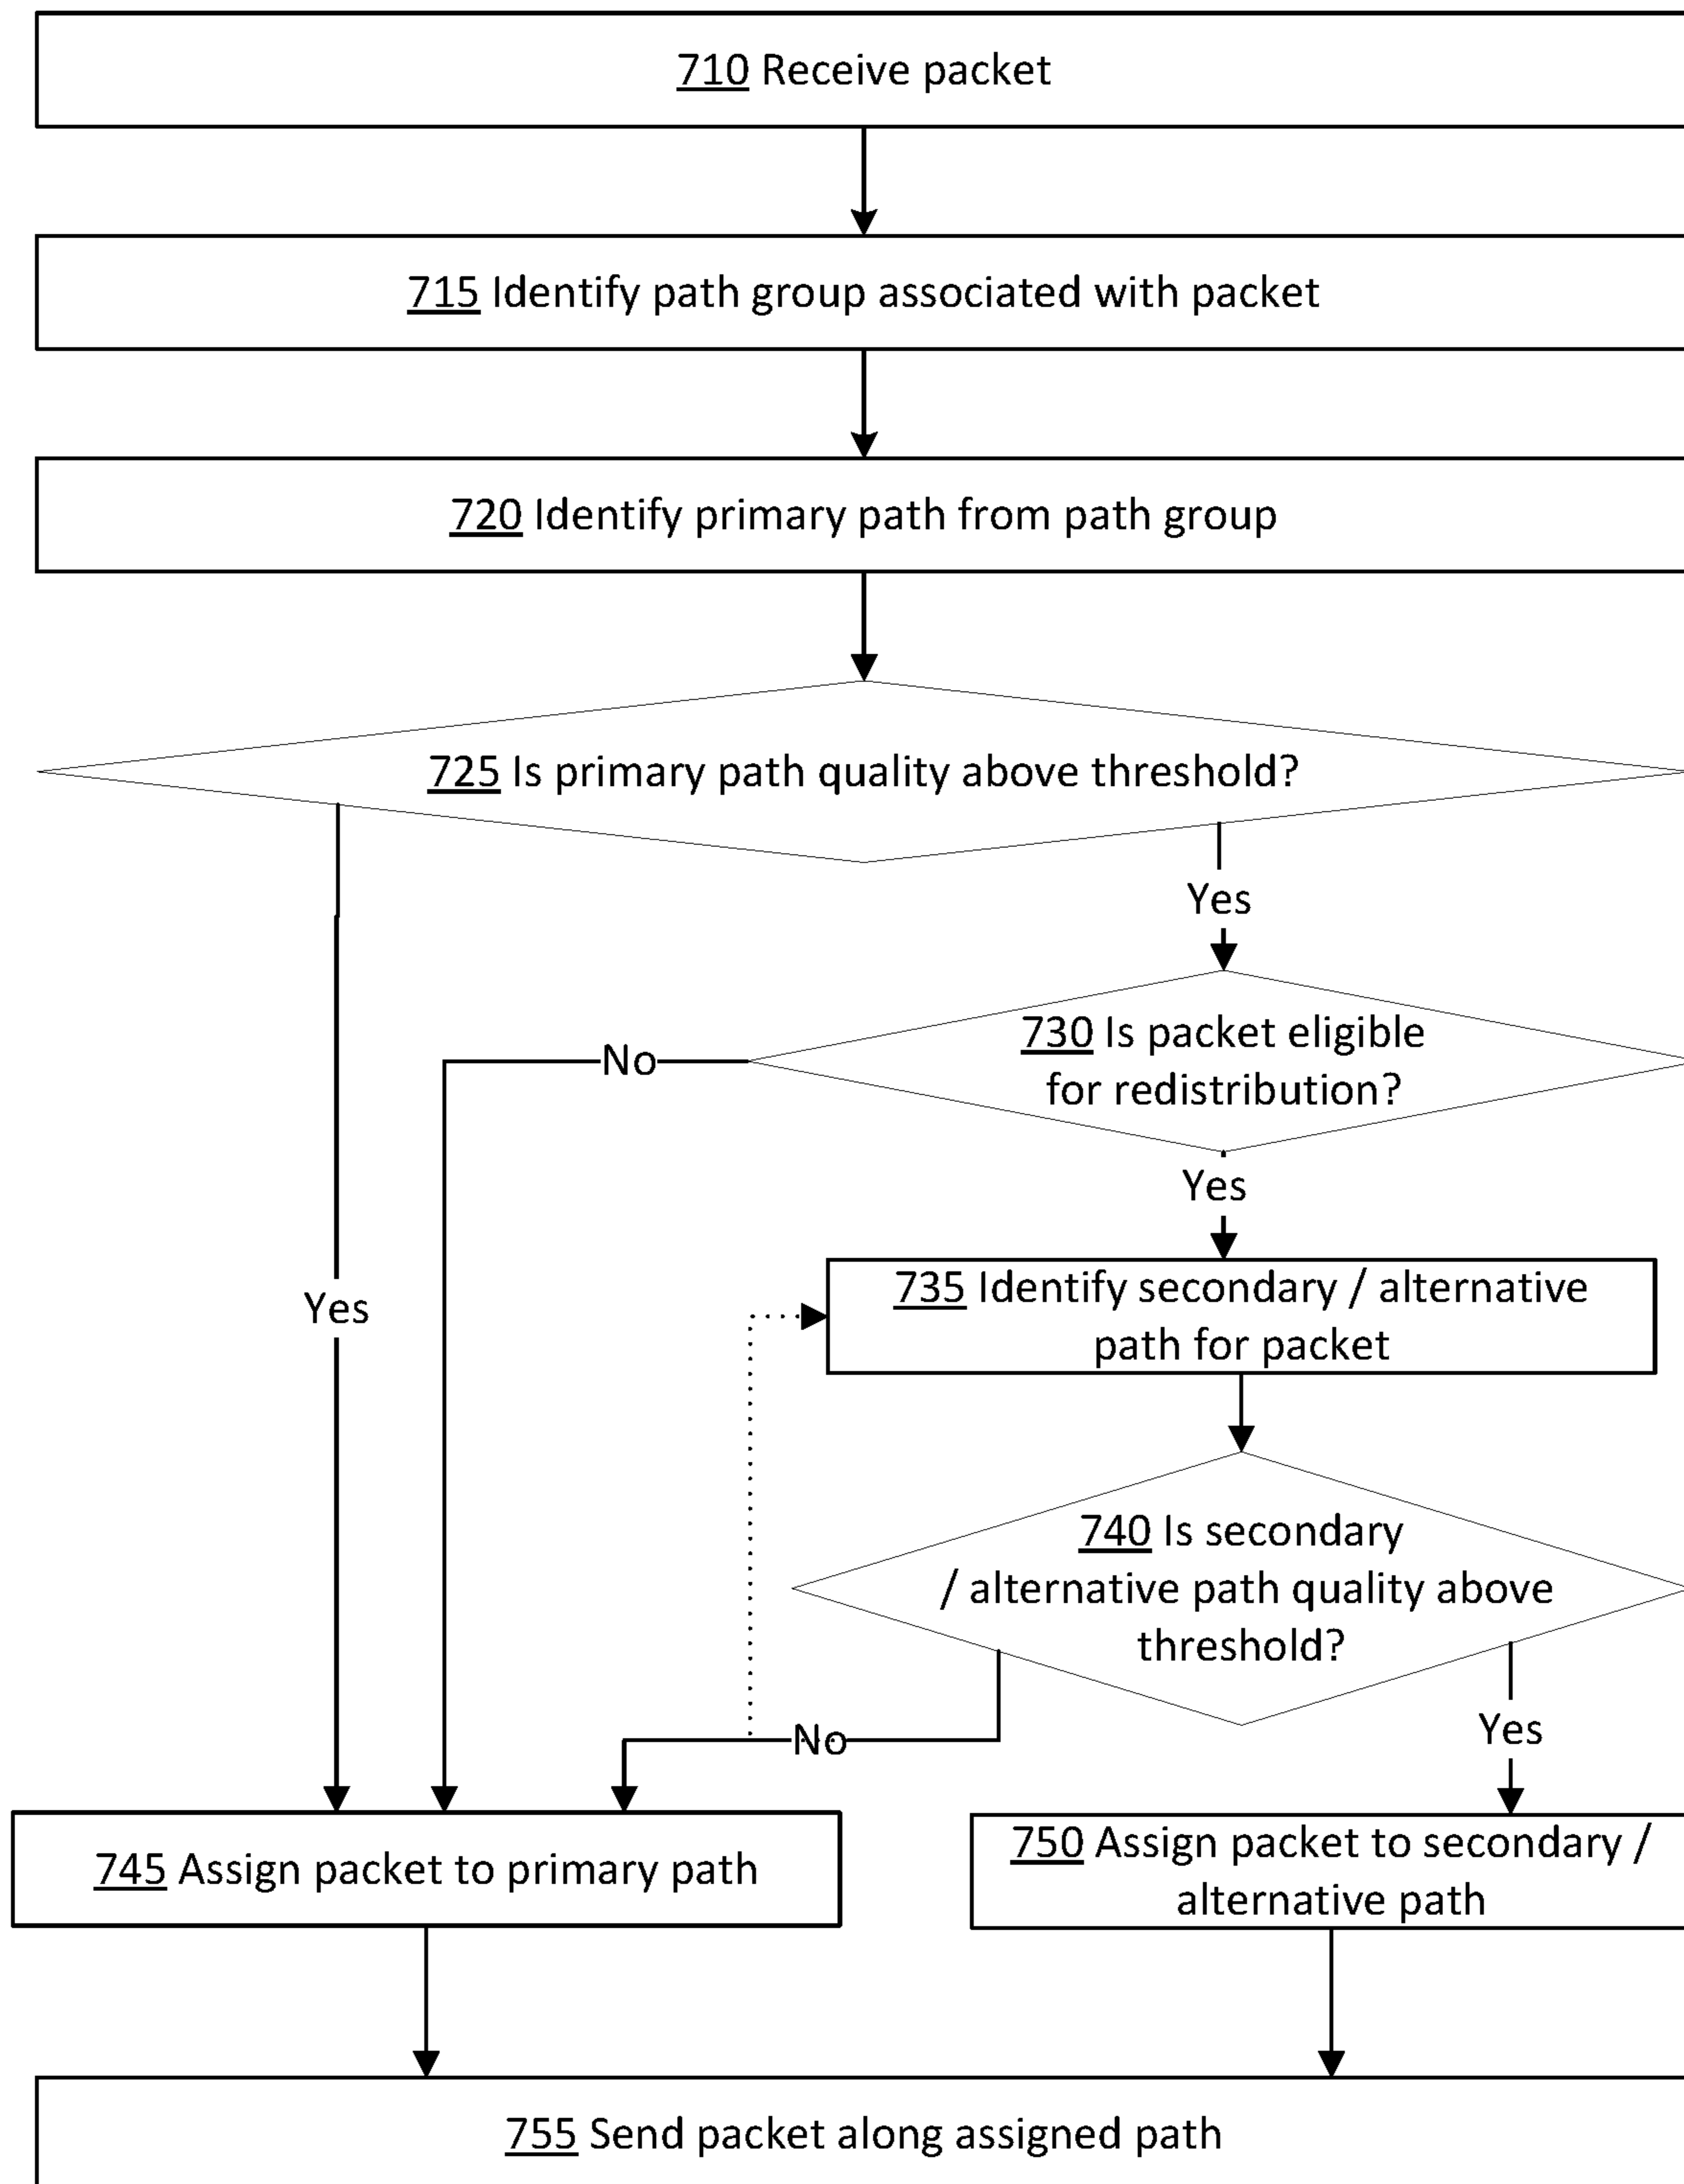 710 Receive packet
715 Identify path group associated with packet
720 Identify primary path from path group
725 Is primary path quality above threshold?
Yes
730 Is packet eligible
for redistribution?
No
Yes
735 Identify secondary / alternative
path for packet
Yes
740 Is secondary
/ alternative path quality above
threshold?
No
Yes
745 Assign packet to primary path
750 Assign packet to secondary /
alternative path
755 Send packet along assigned path